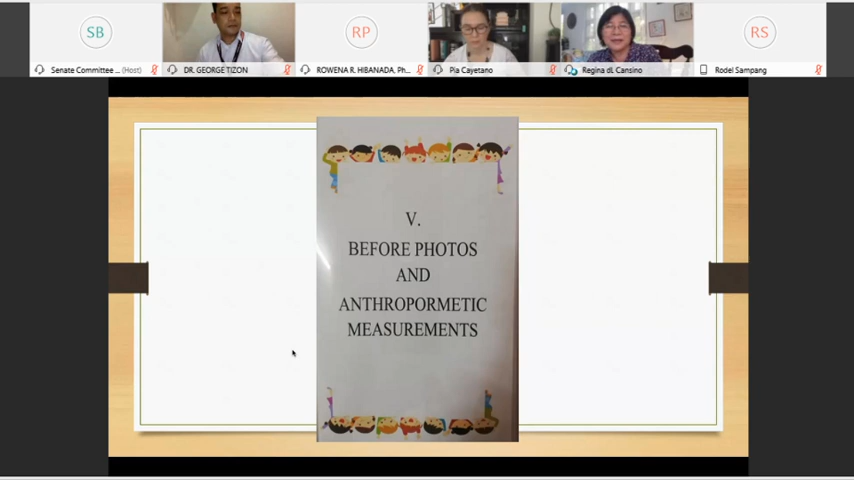 SB
RP
RS
Senate Committee ... (Host)
DR. GEORGE TIZON
ROWENA R. HIBANADA, Ph...
Pia Cayetano
Regina dL Cansino
Rodel Sampang
V.
BEFORE PHOTOS
AND
ANTHROPORMETIC
MEASUREMENTS